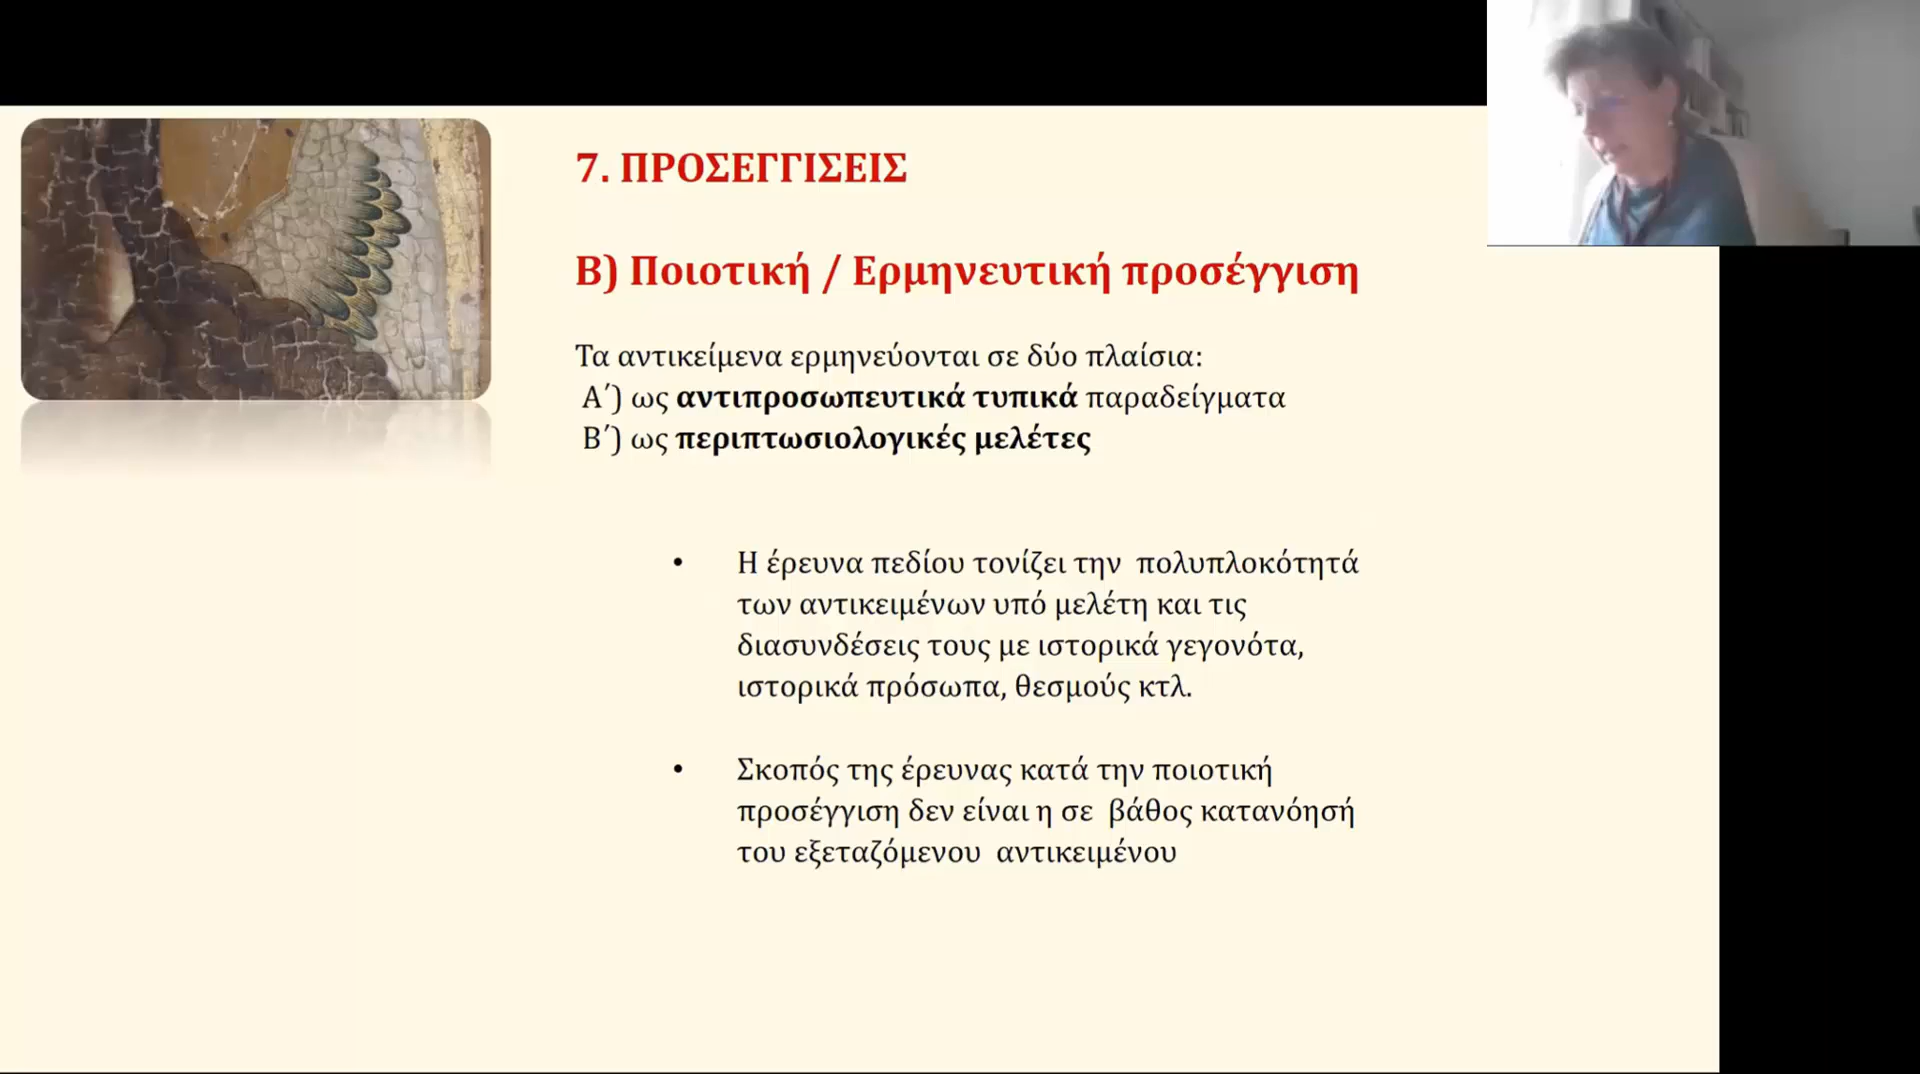 7. ΠΡΟΣΕΓΓΙΣΕΙΣ
Β) Ποιοτική / Ερμηνευτική προσέγγιση
Τα αντικείμενα ερμηνεύονται σε δύο πλαίσια:
Α΄) ως αντιπροσωπευτικά τυπικά παραδείγματα
Β΄) ως περιπτωσιολογικές μελέτες
• Η έρευνα πεδίου τονίζει την πολυπλοκότητά
των αντικειμένων υπό μελέτη και τις
διασυνδέσεις τους με ιστορικά γεγονότα,
ιστορικά πρόσωπα, θεσμούς κτλ.
• Σκοπός της έρευνας κατά την ποιοτική
προσέγγιση δεν είναι η σε βάθος κατανόησή
του εξεταζόμενου αντικειμένου